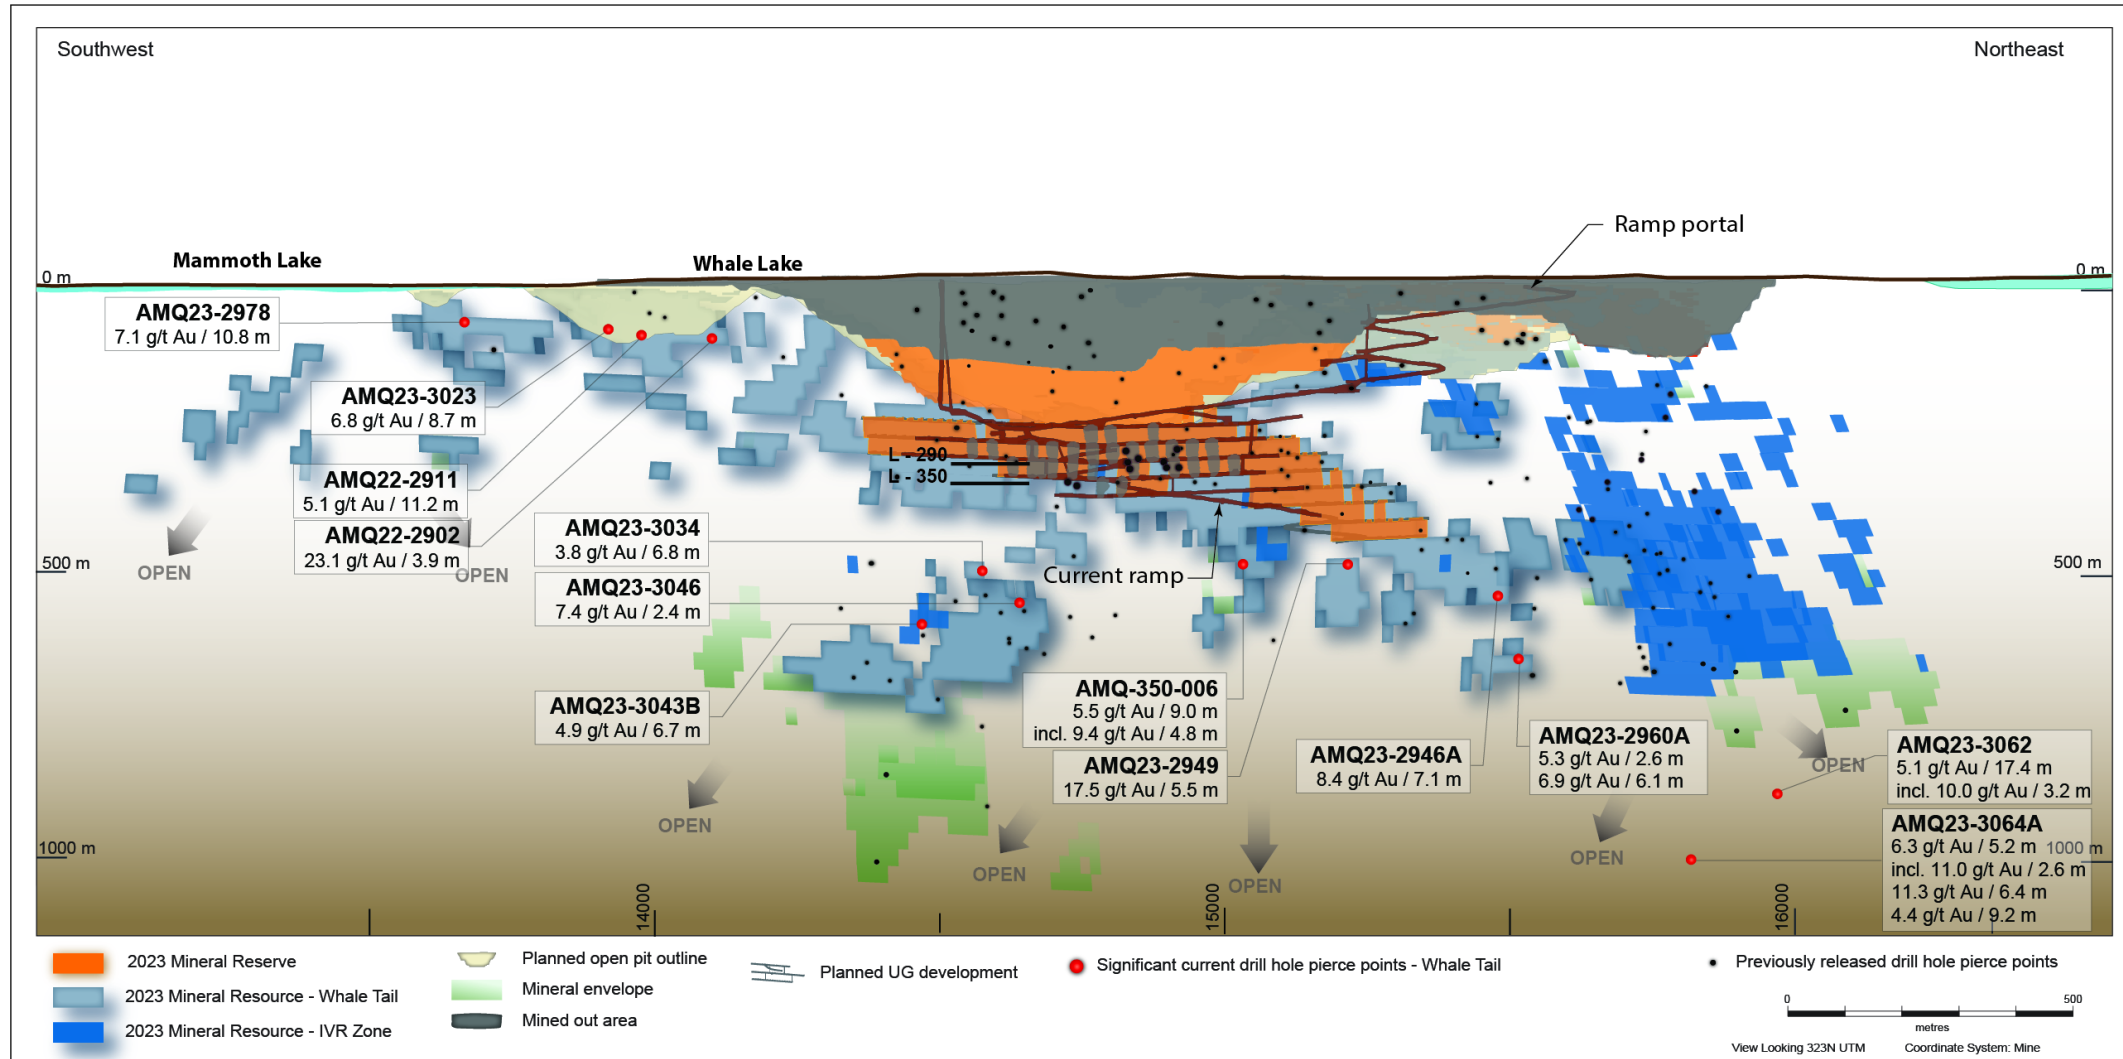 Southwest
Northeast
Ramp portal
Mammoth Lake
Whale Lake
0 m
0 m
AMQ23-2978
7.1 g/t Au / 10.8 m
AMQ23-3023
6.8 g/t Au / 8.7 m
L - 290
L - 350
AMQ22-2911
5.1 g/t Au / 11.2 m
AMQ22-2902
23.1 g/t Au / 3.9 m
AMQ23-3034
3.8 g/t Au / 6.8 m
500 m
500 m
OPEN
OPEN
Current ramp
AMQ23-3046
7.4 g/t Au / 2.4 m
AMQ23-3043B
4.9 g/t Au / 6.7 m
AMQ-350-006
5.5 g/t Au / 9.0 m
incl. 9.4 g/t Au / 4.8 m
AMQ23-2949
17.5 g/t Au / 5.5 m
AMQ23-2946A
8.4 g/t Au / 7.1 m
AMQ23-2960A
5.3 g/t Au / 2.6 m
6.9 g/t Au / 6.1 m
OPEN
AMQ23-3062
5.1 g/t Au / 17.4 m
incl. 10.0 g/t Au / 3.2 m
OPEN
OPEN
OPEN
OPEN
AMQ23-3064A
6.3 g/t Au / 5.2 m
incl. 11.0 g/t Au / 2.6 m
11.3 g/t Au / 6.4 m
4.4 g/t Au / 9.2 m
1000 m
1000 m
14000
15000
16000
2023 Mineral Reserve
2023 Mineral Resource - Whale Tail
2023 Mineral Resource - IVR Zone
Planned open pit outline
Mineral envelope
Mined out area
Planned UG development
Significant current drill hole pierce points - Whale Tail
Previously released drill hole pierce points
0
500
metres
View Looking 323N UTM
Coordinate System: Mine